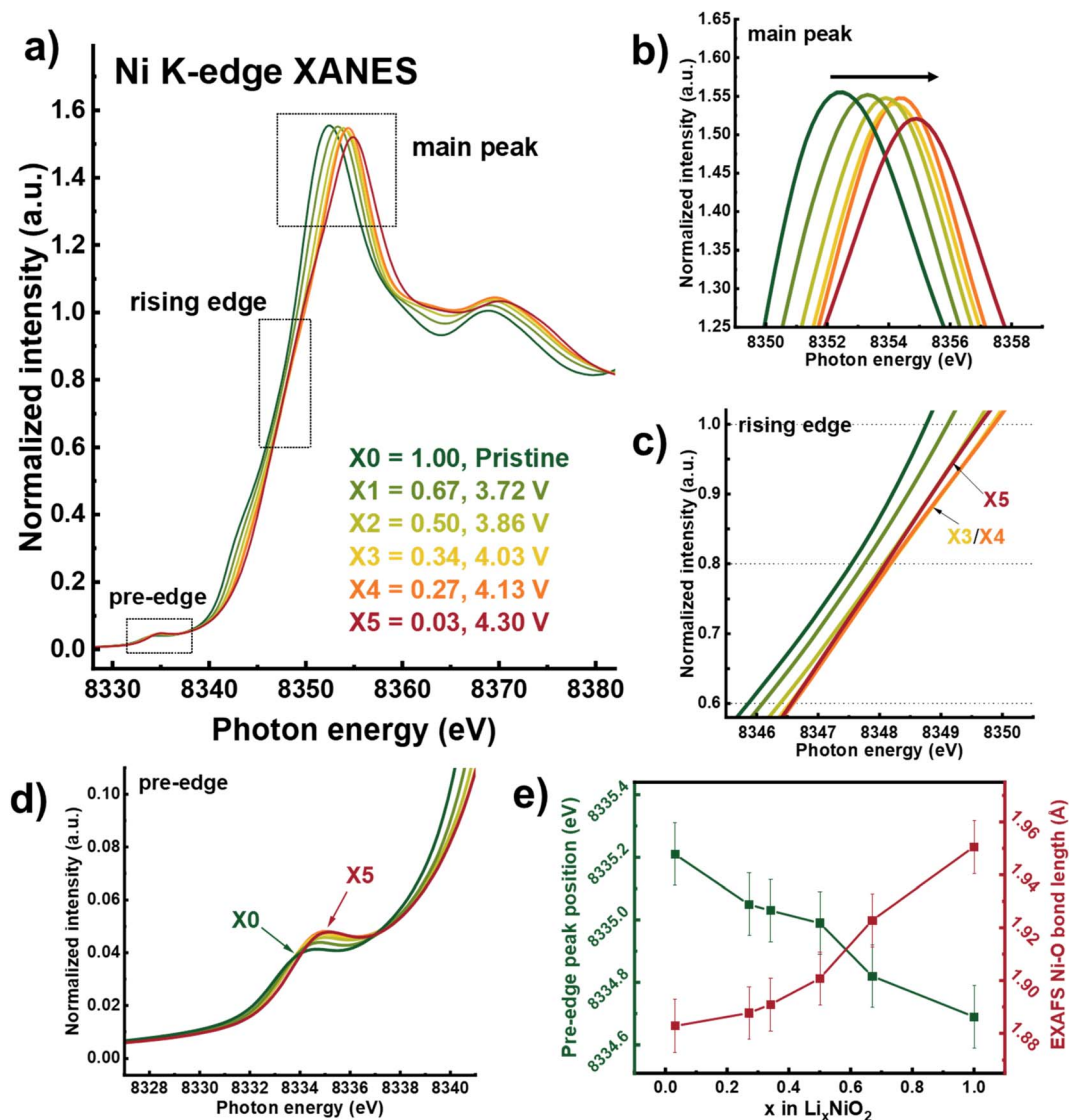 a)
Ni K-edge XANES
Normalized intensity (a.u.)
1.6
1.4
1.2
1.0
0.8
0.6
0.4
0.2
0.0
main peak
rising edge
pre-edge
X0 = 1.00, Pristine
X1 = 0.67, 3.72 V
X2 = 0.50, 3.86 V
X3 = 0.34, 4.03 V
X4 = 0.27, 4.13 V
X5 = 0.03, 4.30 V
8330 8340 8350 8360 8370 8380
Photon energy (eV)
b)
main peak
Normalized intensity (a.u.)
1.65
1.60
1.55
1.50
1.45
1.40
1.35
1.30
1.25
8350 8352 8354 8356 8358
Photon energy (eV)
c)
rising edge
Normalized intensity (a.u.)
1.0
0.9
0.8
0.7
0.6
X5
X3/X4
8346 8347 8348 8349 8350
Photon energy (eV)
d)
pre-edge
Normalized intensity (a.u.)
0.10
0.08
0.06
0.04
0.02
0.00
X5
X0
8328 8330 8332 8334 8336 8338 8340
Photon energy (eV)
e)
Pre-edge peak position (eV)
8335.4
8335.2
8335.0
8334.8
8334.6
EXAFS Ni-O bond length (Å)
1.96
1.94
1.92
1.90
1.88
0.0 0.2 0.4 0.6 0.8 1.0
x in LiₓNiO₂